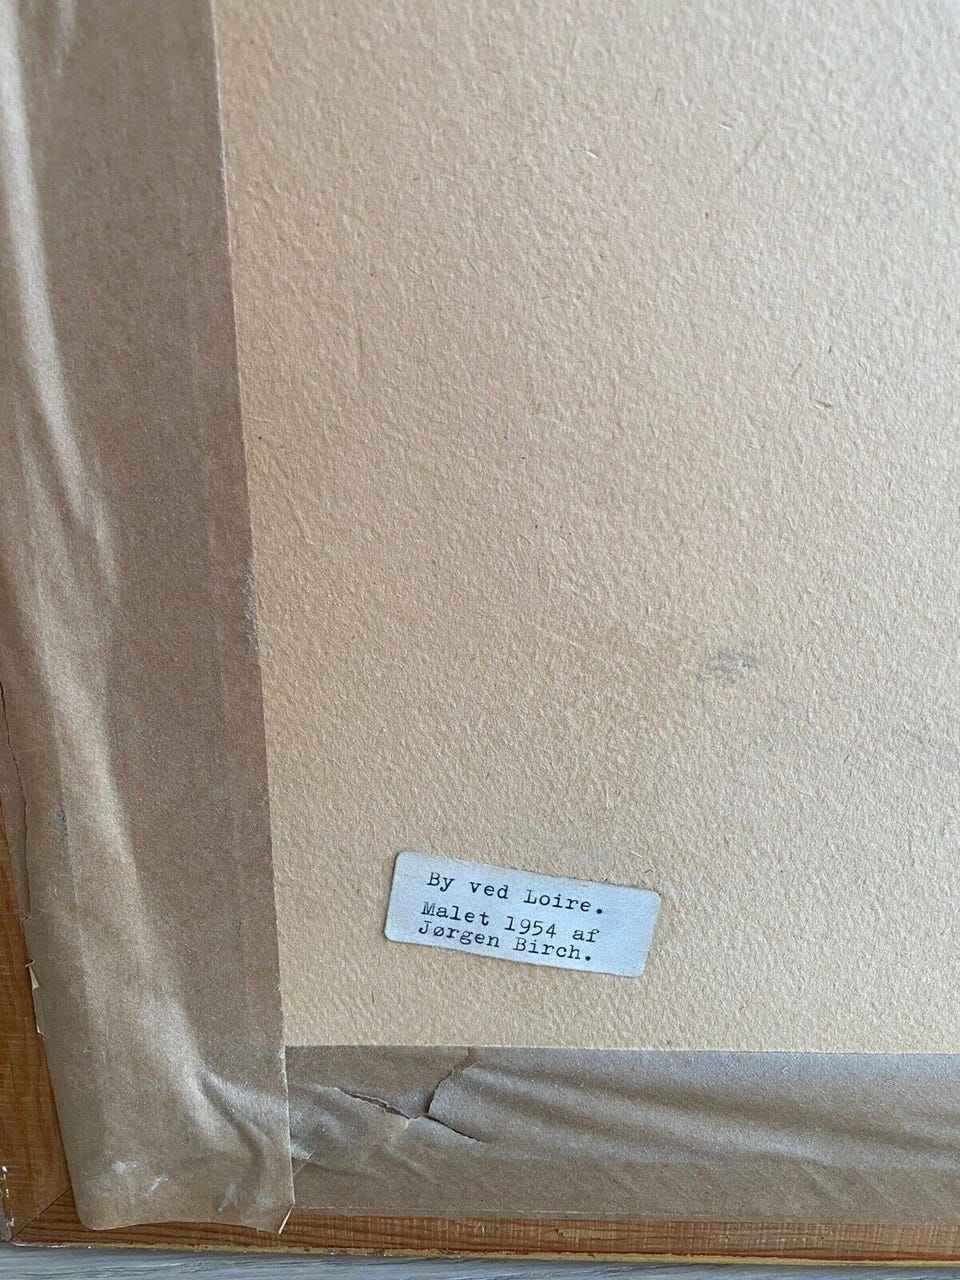 By ved Loire.
Malet 1954 af
Jørgen Birch.